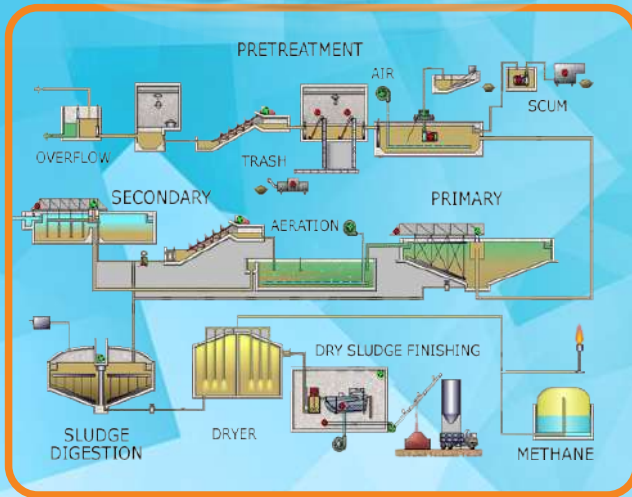 PRETREATMENT
AIR
SCUM
OVERFLOW
TRASH
SECONDARY
PRIMARY
AERATION
DRY SLUDGE FINISHING
SLUDGE
DIGESTION
DRYER
METHANE